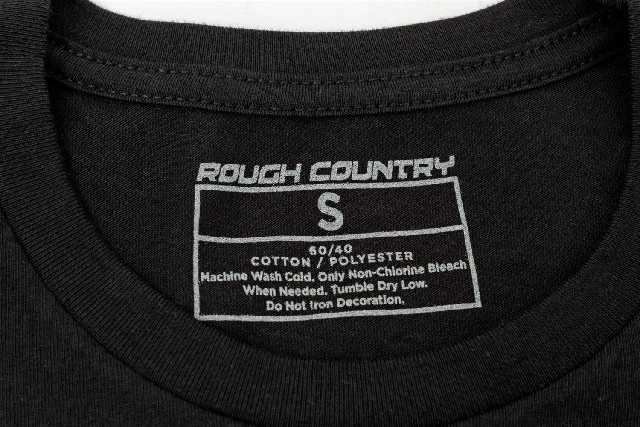 ROUGH COUNTRY
S
60/40
COTTON / POLYESTER
Machine Wash Cold. Only Non-Chlorine Bleach
When Needed. Tumble Dry Low.
Do Not Iron Decoration.